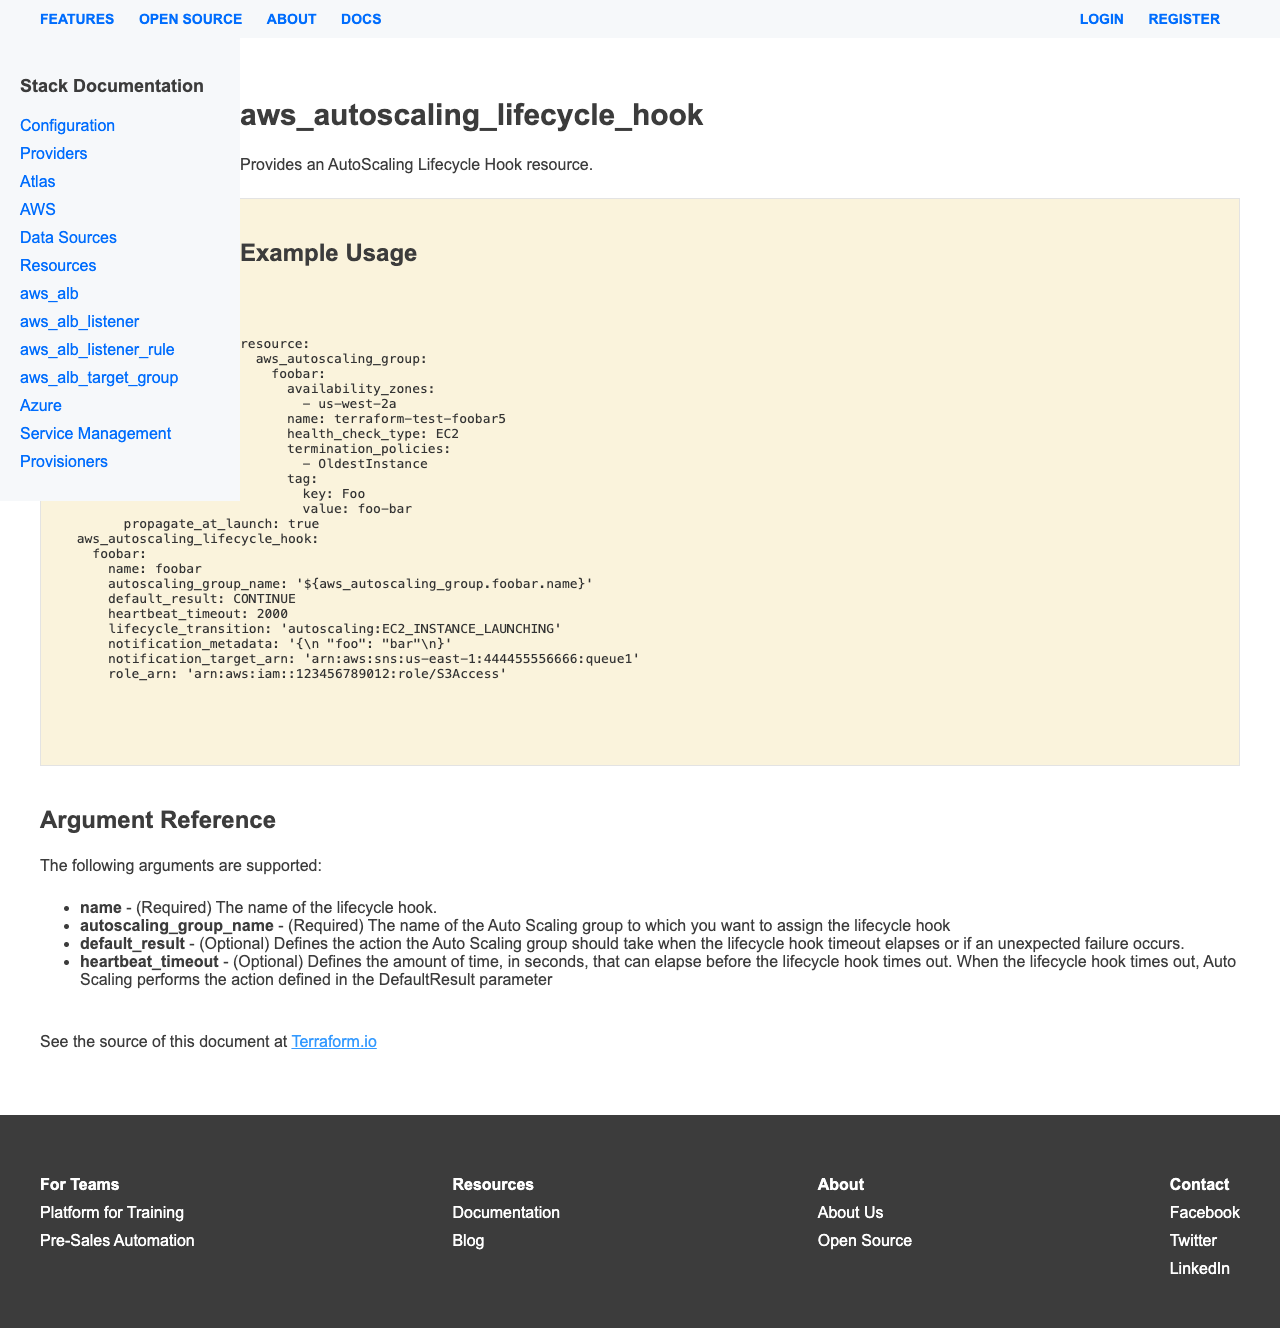 FEATURES OPEN SOURCE ABOUT DOCS LOGIN REGISTER
Stack Documentation
Configuration
Providers
Atlas
AWS
Data Sources
Resources
aws_alb
aws_alb_listener
aws_alb_listener_rule
aws_alb_target_group
Azure
Service Management
Provisioners
aws_autoscaling_lifecycle_hook
Provides an AutoScaling Lifecycle Hook resource.
Example Usage
resource:
  aws_autoscaling_group:
    foobar:
      availability_zones:
        - us-west-2a
      name: terraform-test-foobar5
      health_check_type: EC2
      termination_policies:
        - OldestInstance
      tag:
        key: Foo
        value: foo-bar
        propagate_at_launch: true
  aws_autoscaling_lifecycle_hook:
    foobar:
      name: foobar
      autoscaling_group_name: '${aws_autoscaling_group.foobar.name}'
      default_result: CONTINUE
      heartbeat_timeout: 2000
      lifecycle_transition: 'autoscaling:EC2_INSTANCE_LAUNCHING'
      notification_metadata: '{\n "foo": "bar"\n}'
      notification_target_arn: 'arn:aws:sns:us-east-1:444455556666:queue1'
      role_arn: 'arn:aws:iam::123456789012:role/S3Access'
Argument Reference
The following arguments are supported:
• name - (Required) The name of the lifecycle hook.
• autoscaling_group_name - (Required) The name of the Auto Scaling group to which you want to assign the lifecycle hook
• default_result - (Optional) Defines the action the Auto Scaling group should take when the lifecycle hook timeout elapses or if an unexpected failure occurs.
• heartbeat_timeout - (Optional) Defines the amount of time, in seconds, that can elapse before the lifecycle hook times out. When the lifecycle hook times out, Auto
Scaling performs the action defined in the DefaultResult parameter
See the source of this document at Terraform.io
For Teams
Platform for Training
Pre-Sales Automation
Resources
Documentation
Blog
About
About Us
Open Source
Contact
Facebook
Twitter
LinkedIn